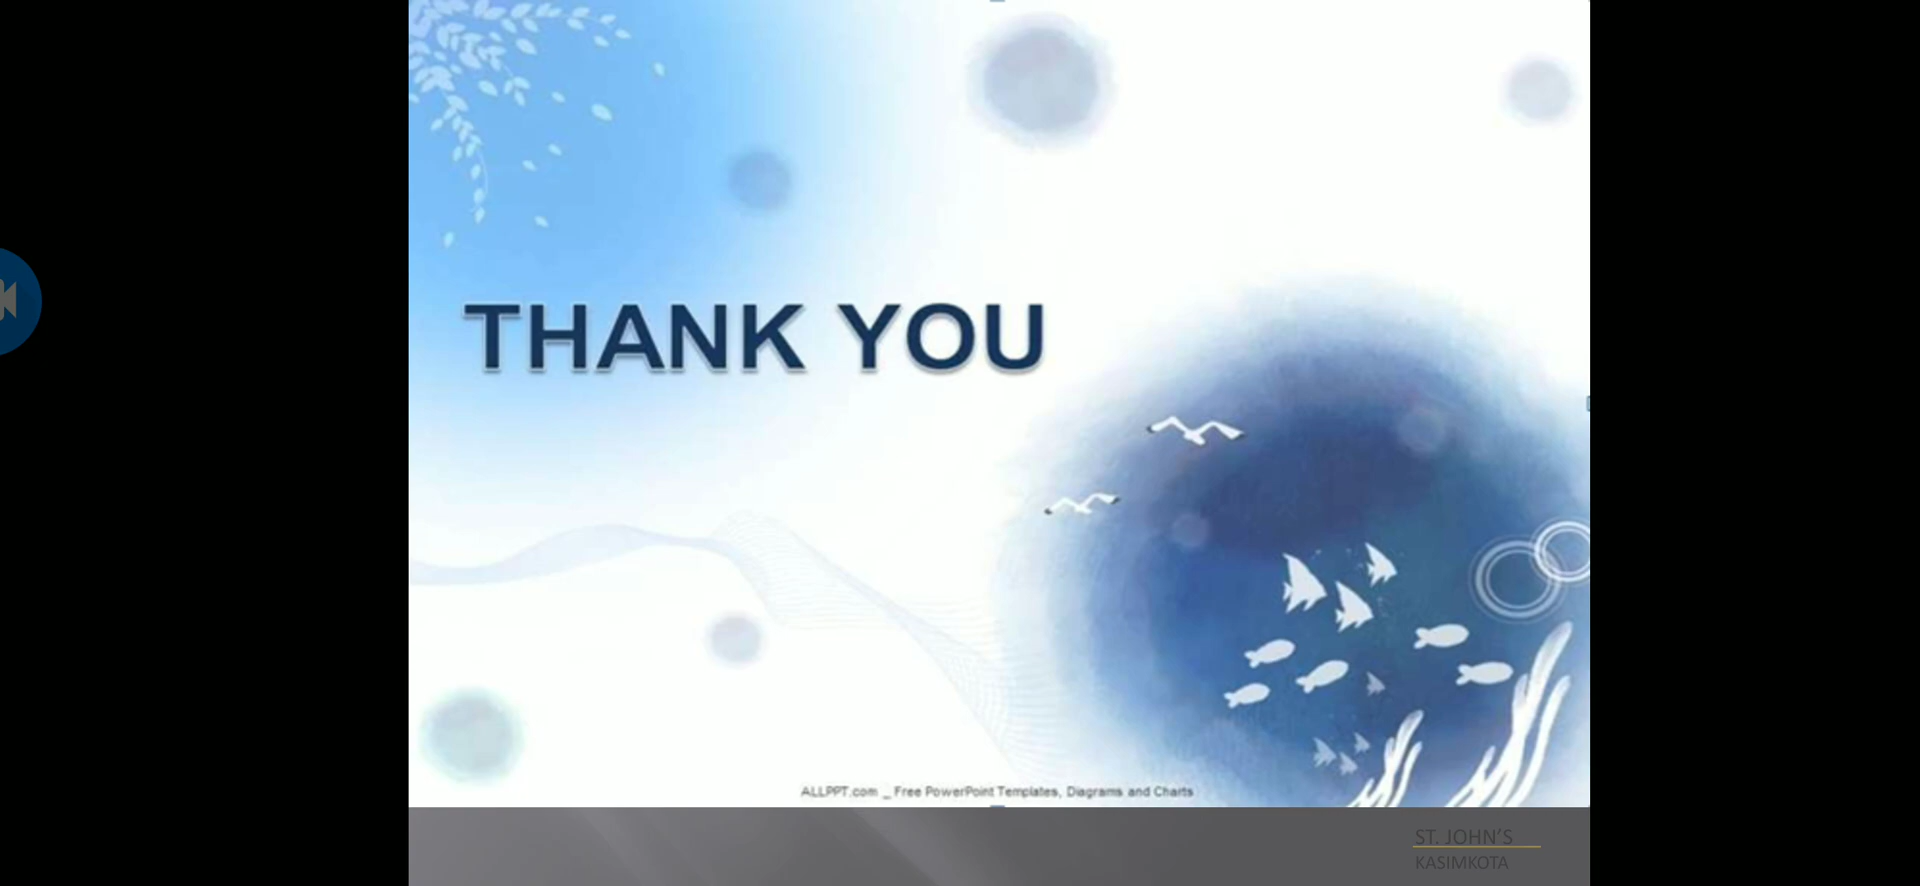 THANK YOU
ALLPPT.com _ Free PowerPoint Templates, Diagrams and Charts
ST. JOHN’S
KASIMKOTA